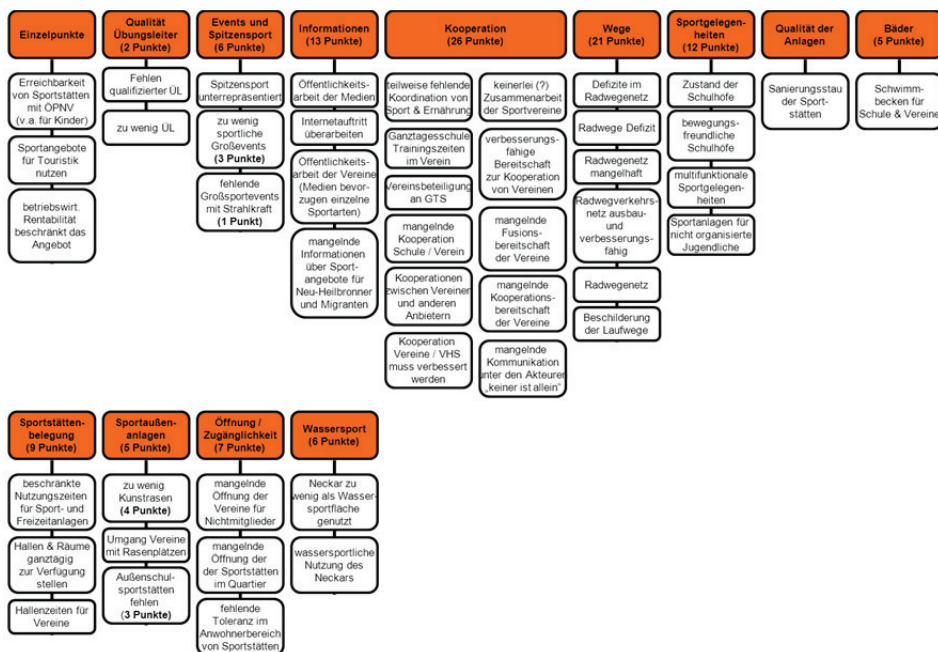 Einzelpunkte
Erreichbarkeit
von Sportstätten
mit ÖPNV
(v.a. für Kinder)
Sportangebote
für Touristik
nutzen
betriebswirt.
Rentabilität
beschränkt das
Angebot
Qualität
Übungsleiter
(2 Punkte)
Fehlen
qualifizierter ÜL
zu wenig ÜL
Events und
Spitzensport
(6 Punkte)
Spitzensport
unterrepräsentiert
zu wenig
sportliche
Großevents
(3 Punkte)
fehlende
Großsportevents
mit Strahlkraft
(1 Punkt)
Informationen
(13 Punkte)
Öffentlichkeits-
arbeit der Medien
Internetauftritt
überarbeiten
Öffentlichkeits-
arbeit der Vereine
(Medien bevor-
zugen einzelne
Sportarten)
mangelnde
Informationen
über Sport-
angebote für
Neu-Heilbronner
und Migranten
Kooperation
(26 Punkte)
teilweise fehlende
Koordination von
Sport & Ernährung
Ganztagesschule
Trainingszeiten
im Verein
Vereinsbeteiligung
an GTS
mangelnde
Kooperation
Schule / Verein
Kooperationen
zwischen Vereinen
und anderen
Anbietern
Kooperation
Vereine / VHS
muss verbessert
werden
keinerlei (?)
Zusammenarbeit
der Sportvereine
verbesserungs-
fähige
Bereitschaft
zur Kooperation
von Vereinen
mangelnde
Fusions-
bereitschaft
der Vereine
mangelnde
Kooperations-
bereitschaft
der Vereine
mangelnde
Kommunikation
unter den Akteuren
„keiner ist allein“
Wege
(21 Punkte)
Defizite im
Radwegenetz
Radwege Defizit
Radwegenetz
mangelhaft
Radwegverkehrs-
netz ausbau-
und
verbesserungs-
fähig
Radwegenetz
Beschilderung
der Laufwege
Sportgelegen-
heiten
(12 Punkte)
Zustand der
Schulhöfe
bewegungs-
freundliche
Schulhöfe
multifunktionale
Sportgelegen-
heiten
Sportanlagen für
nicht organisierte
Jugendliche
Qualität der
Anlagen
Sanierungsstau
der Sport-
stätten
Bäder
(5 Punkte)
Schwimm-
becken für
Schule & Vereine
Sportstätten-
belegung
(9 Punkte)
beschränkte
Nutzungszeiten
für Sport- und
Freizeitanlagen
Hallen & Räume
ganztägig
zur Verfügung
stellen
Hallenzeiten für
Vereine
Sportaußen-
anlagen
(5 Punkte)
zu wenig
Kunstrasen
(4 Punkte)
Umgang Vereine
mit Rasenplätzen
Außenschul-
sportstätten
fehlen
(3 Punkte)
Öffnung /
Zugänglichkeit
(7 Punkte)
mangelnde
Öffnung der
Vereine für
Nichtmitglieder
mangelnde
Öffnung der
der Sportstätten
im Quartier
fehlende
Toleranz im
Anwohnerbereich
von Sportstätten
Wassersport
(6 Punkte)
Neckar zu
wenig als Wasser-
sportfläche
genutzt
wassersportliche
Nutzung des
Neckars